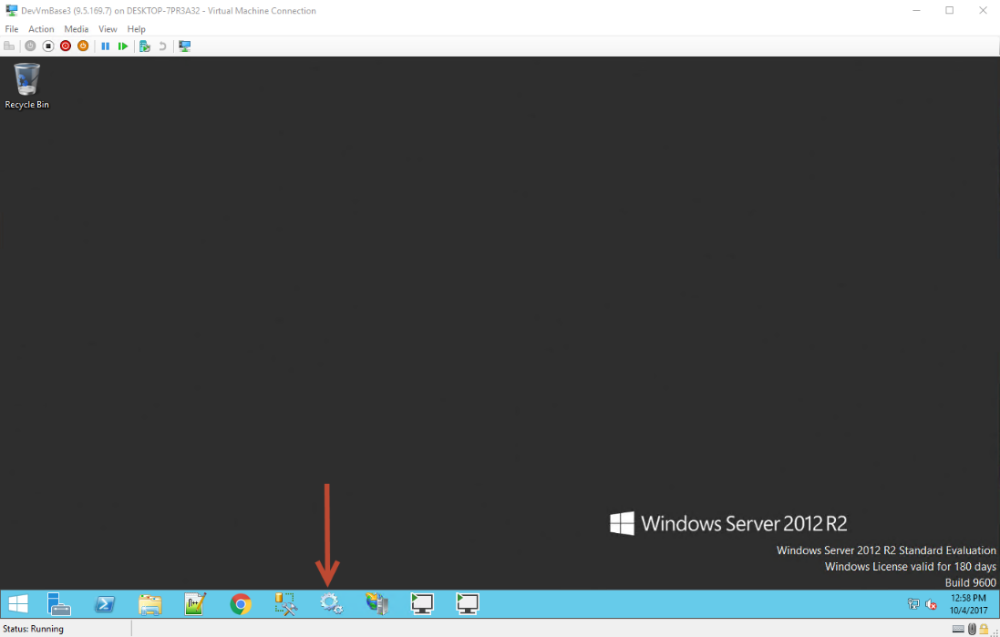 DevVmBase3 (9.5.169.7) on DESKTOP-7PR3A32 - Virtual Machine Connection
File Action Media View Help
Recycle Bin
Windows Server 2012 R2
Windows Server 2012 R2 Standard Evaluation
Windows License valid for 180 days
Build 9600
12:58 PM
10/4/2017
Status: Running